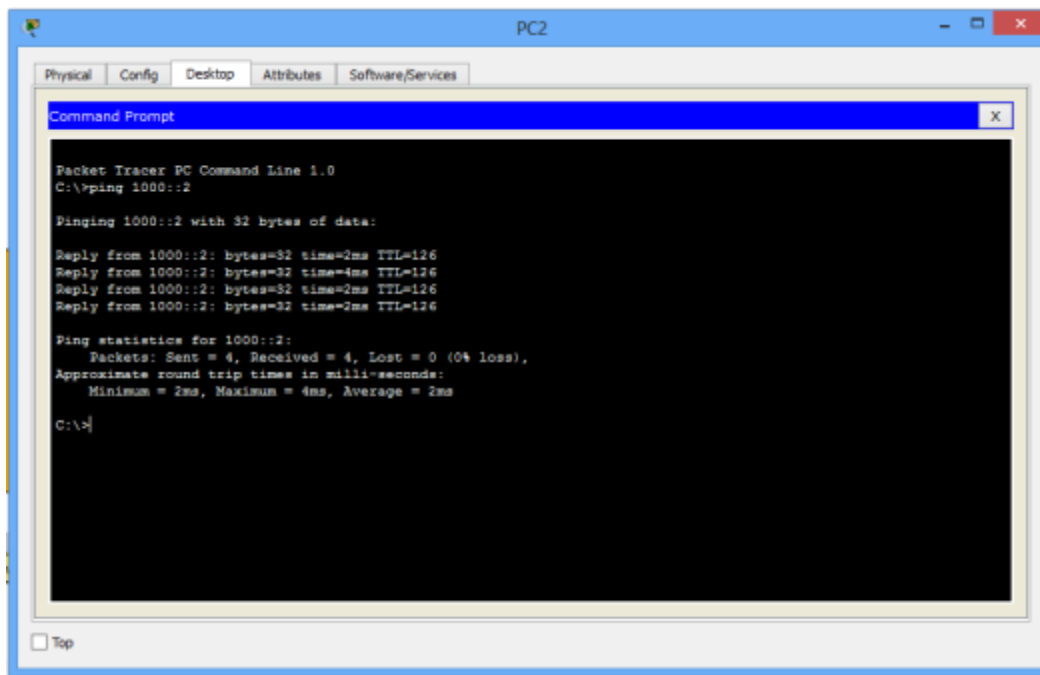 PC2
Physical Config Desktop Attributes Software/Services
Command Prompt X
Packet Tracer PC Command Line 1.0
C:\>ping 1000::2
Pinging 1000::2 with 32 bytes of data:
Reply from 1000::2: bytes=32 time=2ms TTL=126
Reply from 1000::2: bytes=32 time=4ms TTL=126
Reply from 1000::2: bytes=32 time=2ms TTL=126
Reply from 1000::2: bytes=32 time=2ms TTL=126
Ping statistics for 1000::2:
Packets: Sent = 4, Received = 4, Lost = 0 (0% loss),
Approximate round trip times in milli-seconds:
Minimum = 2ms, Maximum = 4ms, Average = 2ms
C:\>
Top